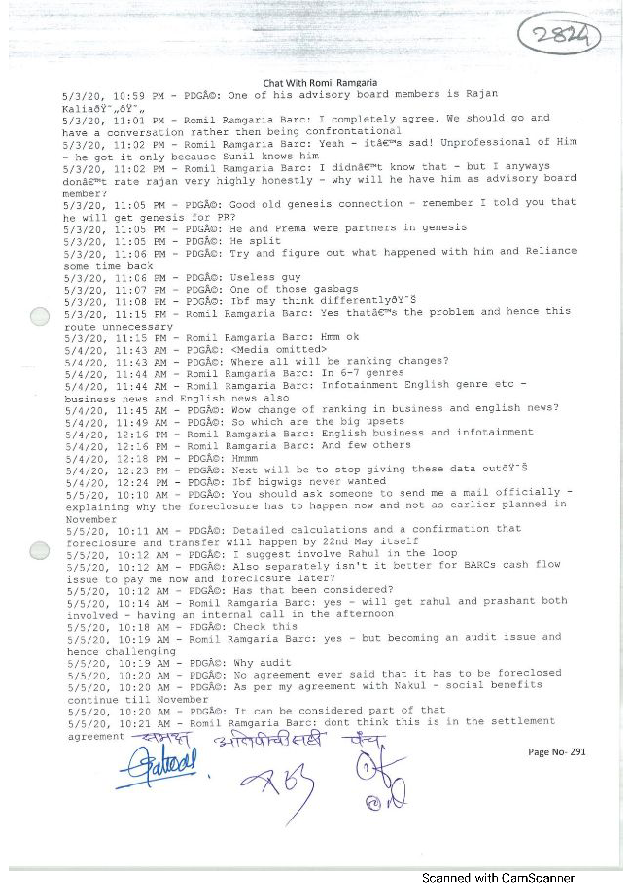 2824
Chat With Romi Ramgaria
5/3/20, 10:59 PM - PDGÂ©: One of his advisory board members is Rajan
KaliaðŸ˜„ðŸ˜„
5/3/20, 11:01 PM - Romil Ramgaria Barc: I completely agree. We should go and
have a conversation rather then being confrontational
5/3/20, 11:02 PM - Romil Ramgaria Barc: Yeah - itâ€™s sad! Unprofessional of Him
- he got it only because Sunil knows him
5/3/20, 11:02 PM - Romil Ramgaria Barc: I didnâ€™t know that - but I anyways
donâ€™t rate rajan very highly honestly - why will he have him as advisory board
member?
5/3/20, 11:05 PM - PDGÂ©: Good old genesis connection - remember I told you that
he will get genesis for PR?
5/3/20, 11:05 PM - PDGÂ©: He and Prema were partners in genesis
5/3/20, 11:05 PM - PDGÂ©: He split
5/3/20, 11:06 PM - PDGÂ©: Try and figure out what happened with him and Reliance
some time back
5/3/20, 11:06 PM - PDGÂ©: Useless guy
5/3/20, 11:07 PM - PDGÂ©: One of those gasbags
5/3/20, 11:08 PM - PDGÂ©: Ibf may think differentlyðŸ˜Š
5/3/20, 11:15 PM - Romil Ramgaria Barc: Yes thatâ€™s the problem and hence this
route unnecessary
5/3/20, 11:15 PM - Romil Ramgaria Barc: Hmm ok
5/4/20, 11:43 AM - PDGÂ©: <Media omitted>
5/4/20, 11:43 AM - PDGÂ©: Where all will be ranking changes?
5/4/20, 11:44 AM - Romil Ramgaria Barc: In 6-7 genres
5/4/20, 11:44 AM - Romil Ramgaria Barc: Infotainment English genre etc -
business news and English news also
5/4/20, 11:45 AM - PDGÂ©: Wow change of ranking in business and english news?
5/4/20, 11:49 AM - PDGÂ©: So which are the big upsets
5/4/20, 12:16 PM - Romil Ramgaria Barc: English business and infotainment
5/4/20, 12:16 PM - Romil Ramgaria Barc: And few others
5/4/20, 12:18 PM - PDGÂ©: Hmmm
5/4/20, 12:23 PM - PDGÂ©: Next will be to stop giving these data outðŸ˜Š
5/4/20, 12:24 PM - PDGÂ©: Ibf bigwigs never wanted
5/5/20, 10:10 AM - PDGÂ©: You should ask someone to send me a mail officially -
explaining why the foreclosure has to happen now and not as earlier planned in
November
5/5/20, 10:11 AM - PDGÂ©: Detailed calculations and a confirmation that
foreclosure and transfer will happen by 22nd May itself
5/5/20, 10:12 AM - PDGÂ©: I suggest involve Rahul in the loop
5/5/20, 10:12 AM - PDGÂ©: Also separately isn't it better for BARCs cash flow
issue to pay me now and foreclosure later?
5/5/20, 10:12 AM - PDGÂ©: Has that been considered?
5/5/20, 10:14 AM - Romil Ramgaria Barc: yes - will get rahul and prashant both
involved - having an internal call in the afternoon
5/5/20, 10:18 AM - PDGÂ©: Check this
5/5/20, 10:19 AM - Romil Ramgaria Barc: yes - but becoming an audit issue and
hence challenging
5/5/20, 10:19 AM - PDGÂ©: Why audit
5/5/20, 10:20 AM - PDGÂ©: No agreement ever said that it has to be foreclosed
5/5/20, 10:20 AM - PDGÂ©: As per my agreement with Nakul - social benefits
continue till November
5/5/20, 10:20 AM - PDGÂ©: It can be considered part of that
5/5/20, 10:21 AM - Romil Ramgaria Barc: dont think this is in the settlement
agreement
समक्ष पंच
Page No- 291
Scanned with CamScanner